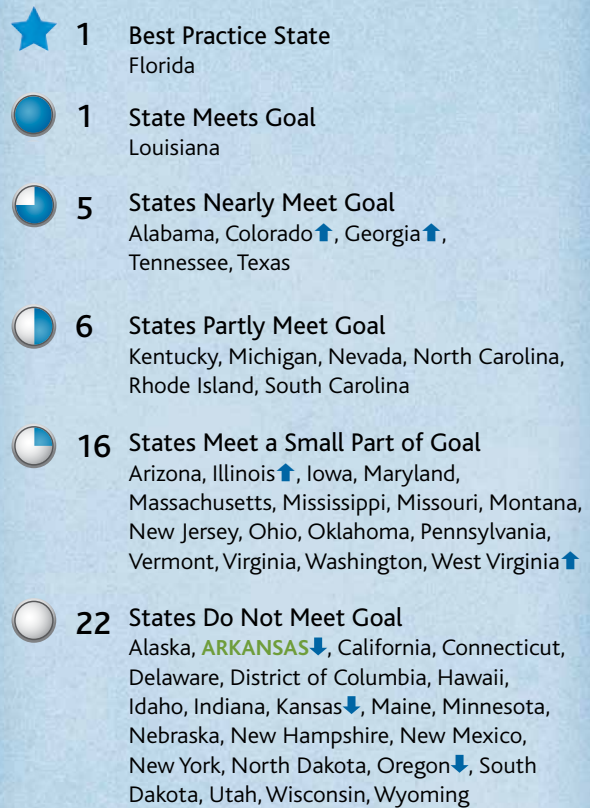 1 Best Practice State
Florida
1 State Meets Goal
Louisiana
5 States Nearly Meet Goal
Alabama, Colorado⬆, Georgia⬆,
Tennessee, Texas
6 States Partly Meet Goal
Kentucky, Michigan, Nevada, North Carolina,
Rhode Island, South Carolina
16 States Meet a Small Part of Goal
Arizona, Illinois⬆, Iowa, Maryland,
Massachusetts, Mississippi, Missouri, Montana,
New Jersey, Ohio, Oklahoma, Pennsylvania,
Vermont, Virginia, Washington, West Virginia⬆
22 States Do Not Meet Goal
Alaska, ARKANSAS⬇, California, Connecticut,
Delaware, District of Columbia, Hawaii,
Idaho, Indiana, Kansas⬇, Maine, Minnesota,
Nebraska, New Hampshire, New Mexico,
New York, North Dakota, Oregon⬇, South
Dakota, Utah, Wisconsin, Wyoming